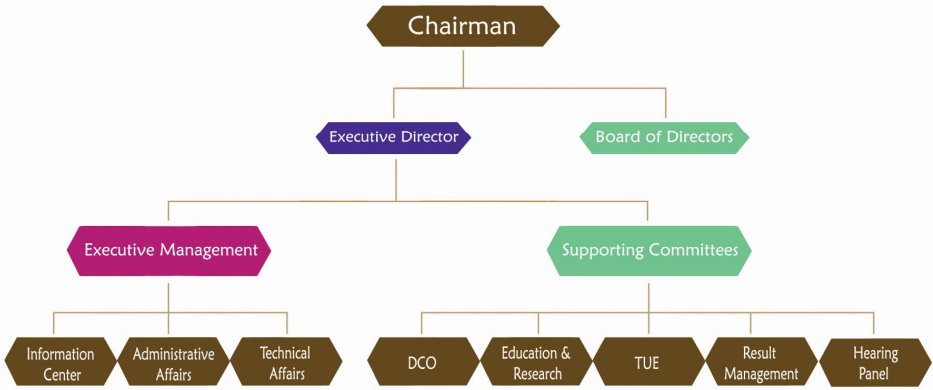 Chairman
Executive Director
Board of Directors
Executive Management
Supporting Committees
Information
Center
Administrative
Affairs
Technical
Affairs
DCO
Education &
Research
TUE
Result
Management
Hearing
Panel